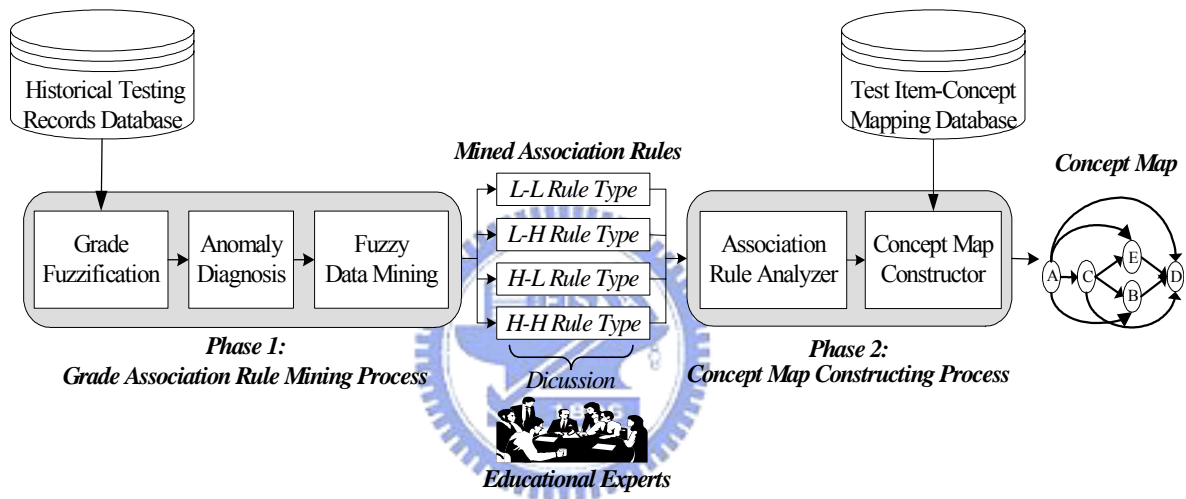 Historical Testing
Records Database
Test Item-Concept
Mapping Database
Mined Association Rules
Concept Map
Grade
Fuzzification
Anomaly
Diagnosis
Fuzzy
Data Mining
L-L Rule Type
L-H Rule Type
H-L Rule Type
H-H Rule Type
Association
Rule Analyzer
Concept Map
Constructor
A
C
E
B
D
Phase 1:
Grade Association Rule Mining Process
Dicussion
Phase 2:
Concept Map Constructing Process
1896
Educational Experts